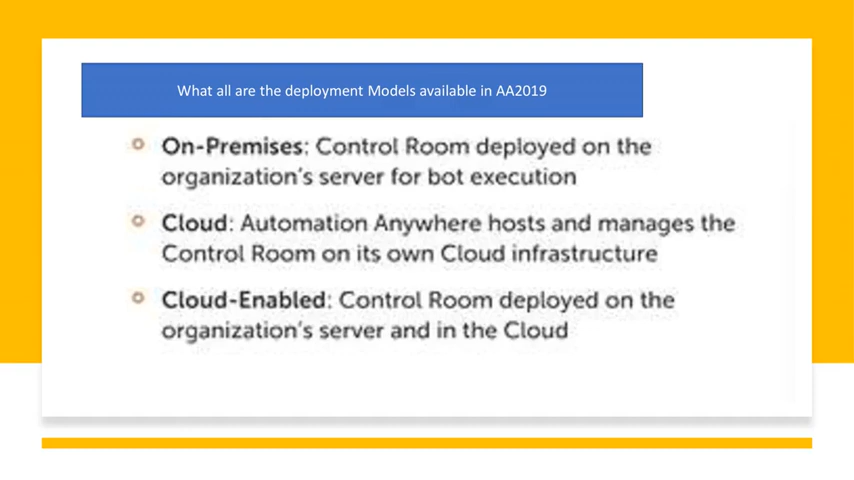 What all are the deployment Models available in AA2019
On-Premises: Control Room deployed on the
organization's server for bot execution
Cloud: Automation Anywhere hosts and manages the
Control Room on its own Cloud infrastructure
Cloud-Enabled: Control Room deployed on the
organization's server and in the Cloud